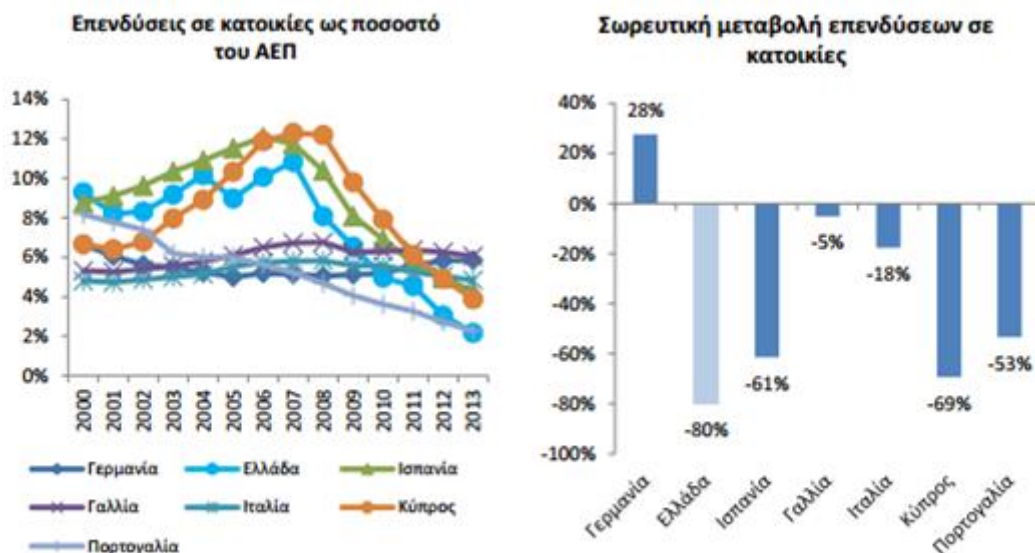 Επενδύσεις σε κατοικίες ως ποσοστό
του ΑΕΠ
14%
12%
10%
8%
6%
4%
2%
0%
2000
2001
2002
2003
2004
2005
2006
2007
2008
2009
2010
2011
2012
2013
Γερμανία
Ελλάδα
Ισπανία
Γαλλία
Ιταλία
Κύπρος
Πορτογαλία
Σωρευτική μεταβολή επενδύσεων σε
κατοικίες
40%
20%
0%
-20%
-40%
-60%
-80%
-100%
28%
-80%
-61%
-5%
-18%
-69%
-53%
Γερμανία
Ελλάδα
Ισπανία
Γαλλία
Ιταλία
Κύπρος
Πορτογαλία